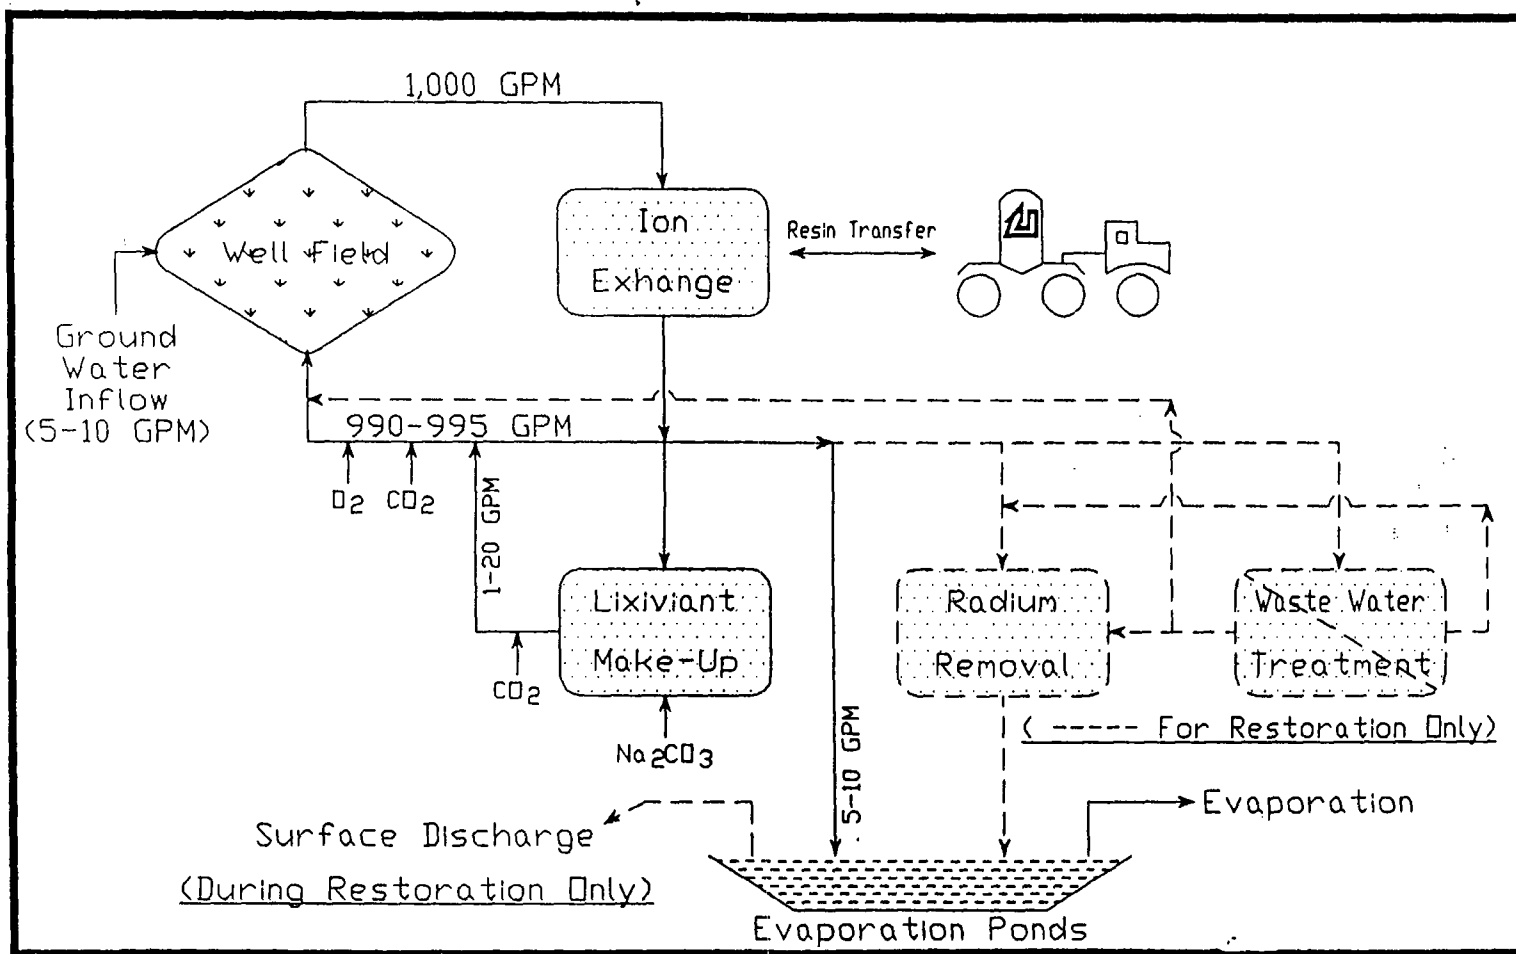 1,000 GPM
Ion
Exhange
Resin Transfer
Well Field
Ground
Water
Inflow
(5-10 GPM)
990-995 GPM
O2 CO2
1-20 GPM
Lixiviant
Make-Up
CO2
Na2CO3
Radium
Removal
Waste Water
Treatment
( ----- For Restoration Only)
5-10 GPM
Evaporation
Surface Discharge
(During Restoration Only)
Evaporation Ponds